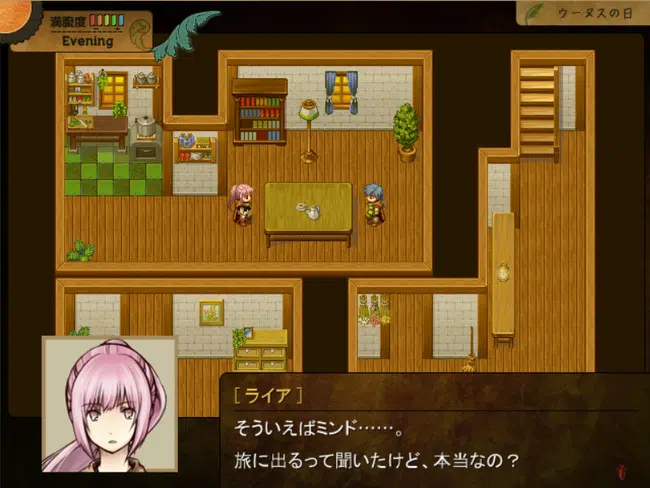 満腹度
Evening
ウーヌスの日
[ ライア ]
そういえばミンド……。
旅に出るって聞いたけど、本当なの？